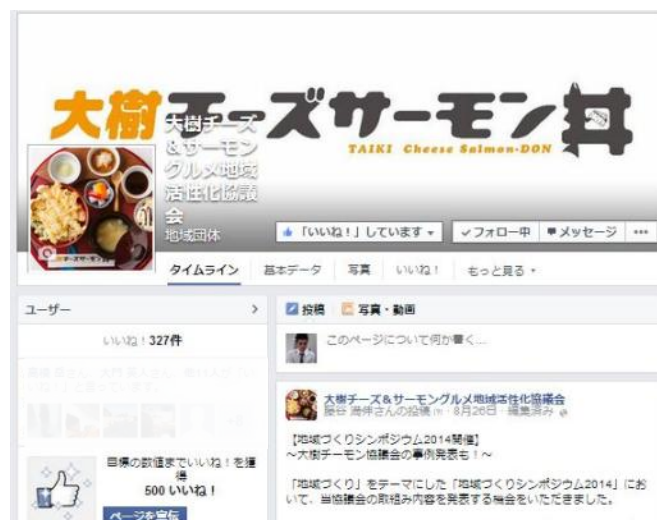 大樹チーズサーモン丼
TAIKI Cheese Salmon-DON
大樹チーズ
＆サーモン
グルメ地域
活性化協議
会
地域団体
「いいね！」しています
フォロー中
メッセージ
タイムライン
基本データ
写真
いいね！
もっと見る
ユーザー
いいね！327件
目標の数値までいいね！を獲
得
500 いいね！
ページを宣伝
投稿
写真・動画
このページについて何か書く...
大樹チーズ＆サーモングルメ地域活性化協議会
さんの投稿
8月26日・編集済み
【地域づくりシンポジウム2014開催】
～大樹チーモン協議会の事例発表も！～
「地域づくり」をテーマにした「地域づくりシンポジウム2014」にお
いて、当協議会の取組み内容を発表する機会をいただきました。